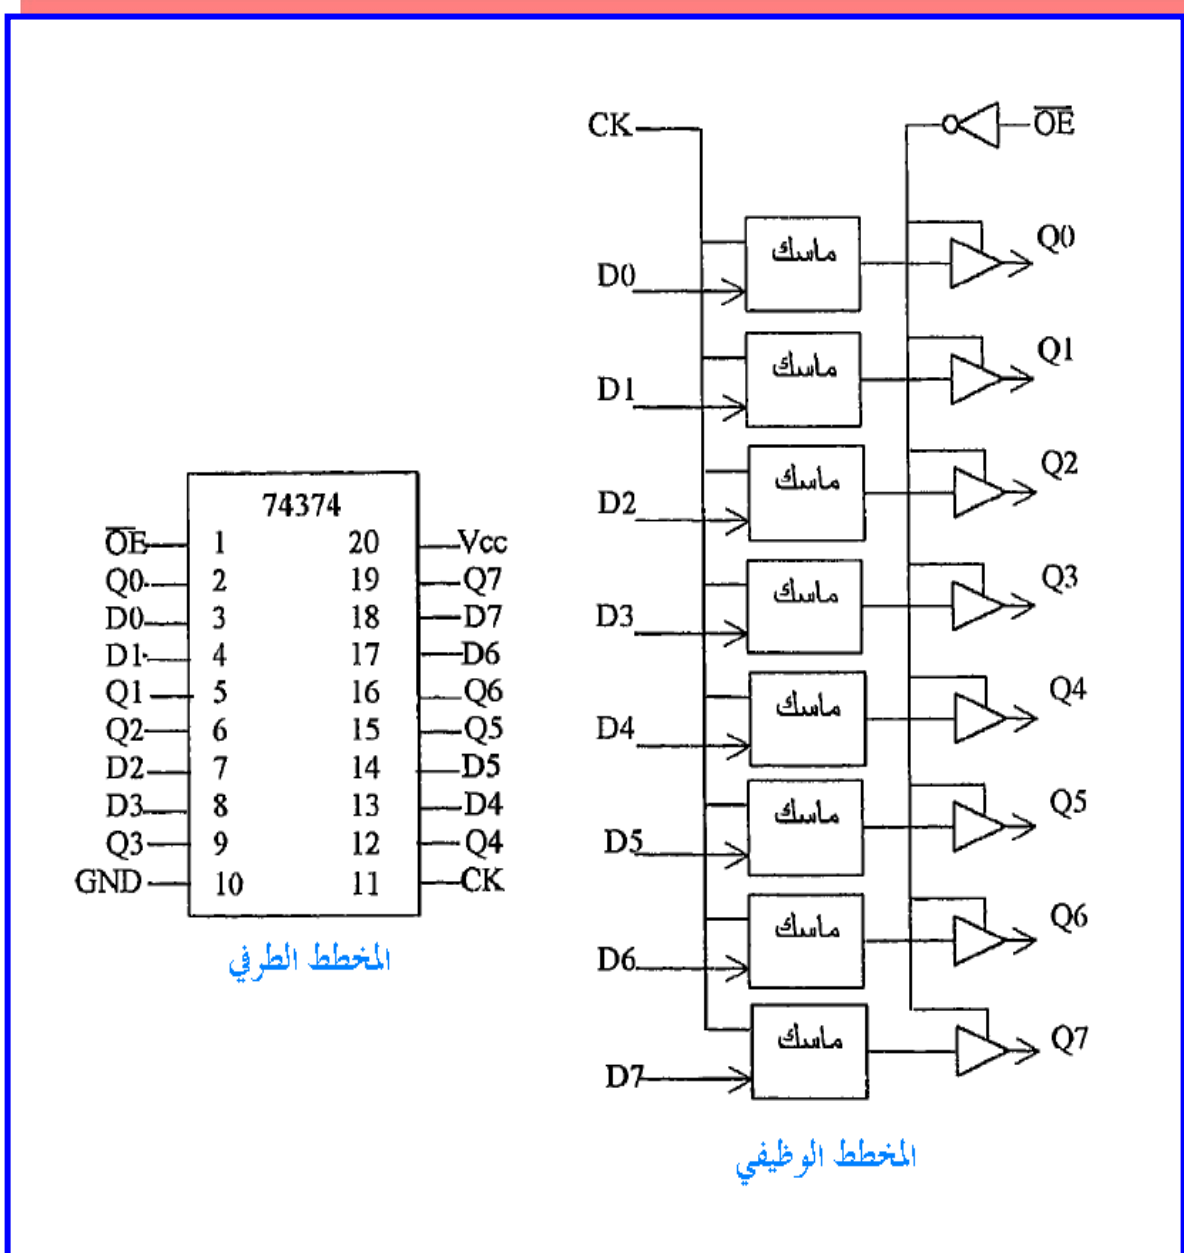 74374
O̅E̅ 1 20 Vcc
Q0 2 19 Q7
D0 3 18 D7
D1 4 17 D6
Q1 5 16 Q6
Q2 6 15 Q5
D2 7 14 D5
D3 8 13 D4
Q3 9 12 Q4
GND 10 11 CK
المخطط الطرفي
CK O̅E̅
ماسك Q0
D0
ماسك Q1
D1
ماسك Q2
D2
ماسك Q3
D3
ماسك Q4
D4
ماسك Q5
D5
ماسك Q6
D6
ماسك Q7
D7
المخطط الوظيفي